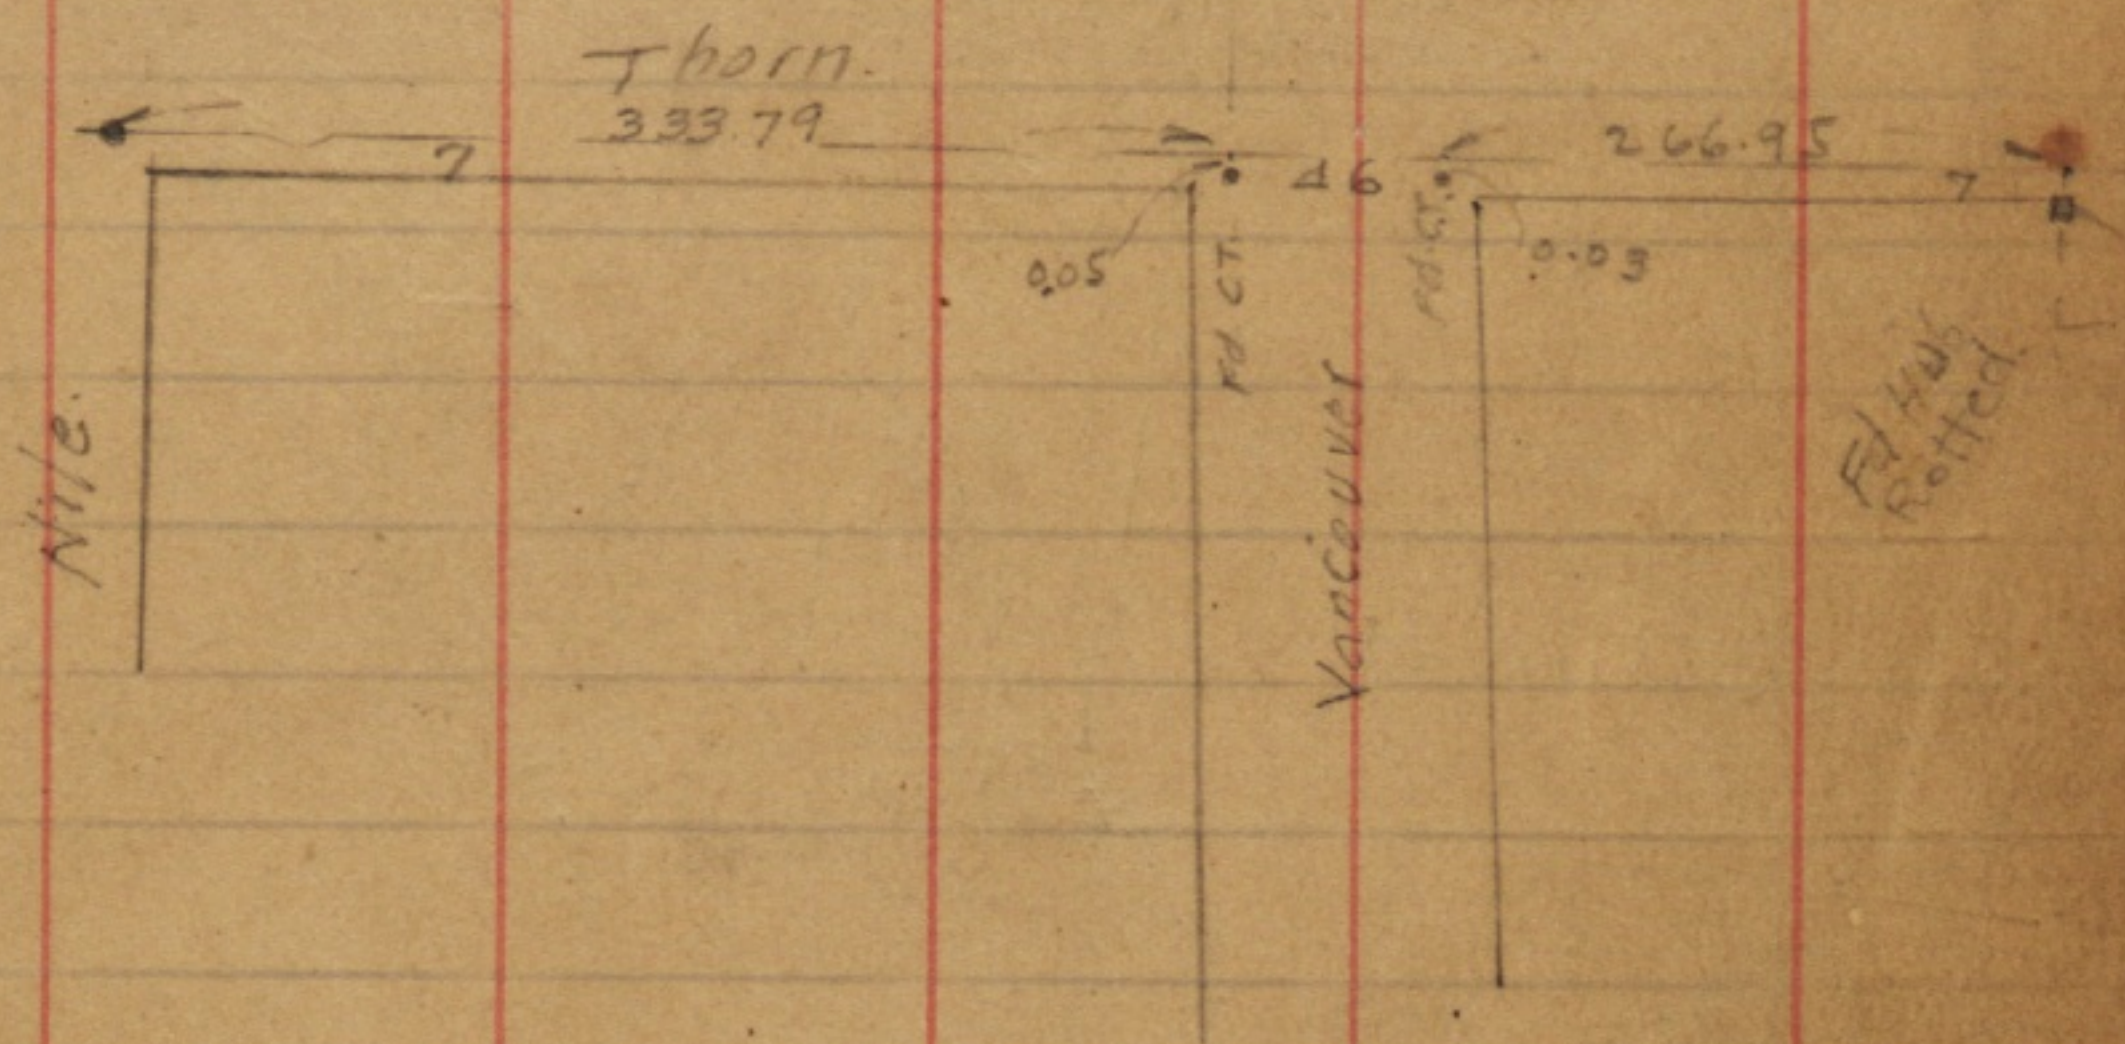 Thorn.
333.79
7
46
266.95
7
0.05
0.03
Fd. CT.
Fd. CT.
Nile.
Vancouver
Fd Hub
Rotted.